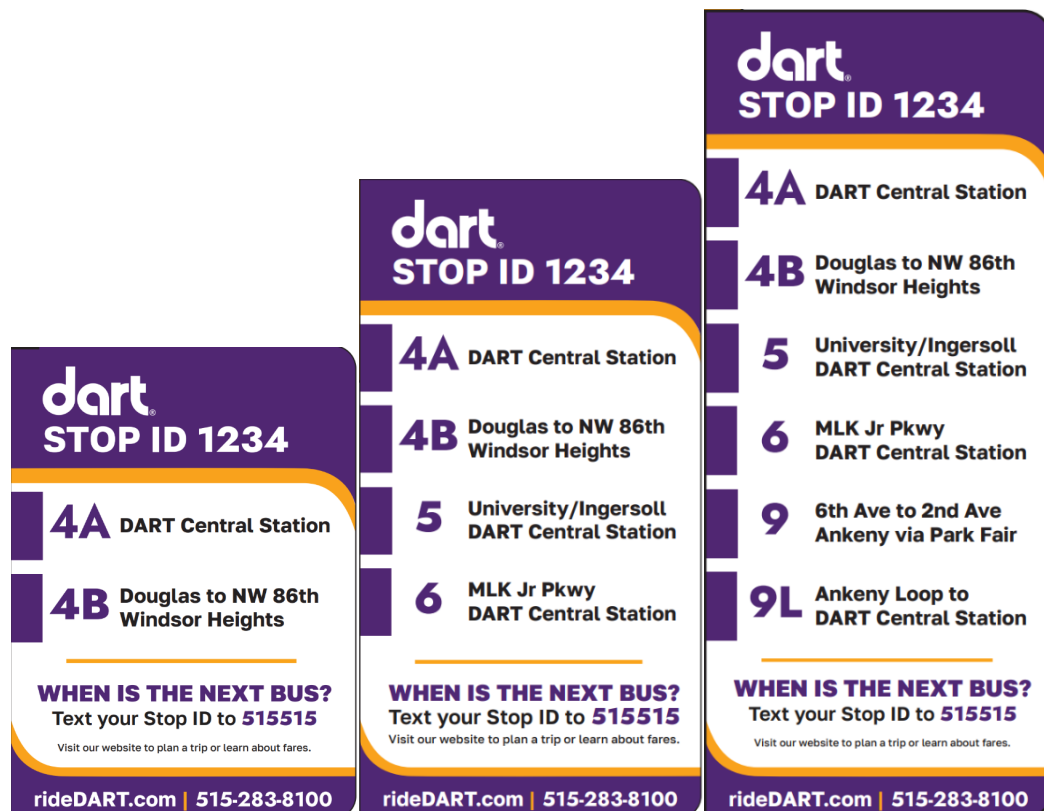 dart®
STOP ID 1234
4A DART Central Station
4B Douglas to NW 86th
Windsor Heights
WHEN IS THE NEXT BUS?
Text your Stop ID to 515515
Visit our website to plan a trip or learn about fares.
rideDART.com | 515-283-8100
dart®
STOP ID 1234
4A DART Central Station
4B Douglas to NW 86th
Windsor Heights
5 University/Ingersoll
DART Central Station
6 MLK Jr Pkwy
DART Central Station
WHEN IS THE NEXT BUS?
Text your Stop ID to 515515
Visit our website to plan a trip or learn about fares.
rideDART.com | 515-283-8100
dart®
STOP ID 1234
4A DART Central Station
4B Douglas to NW 86th
Windsor Heights
5 University/Ingersoll
DART Central Station
6 MLK Jr Pkwy
DART Central Station
9 6th Ave to 2nd Ave
Ankeny via Park Fair
9L Ankeny Loop to
DART Central Station
WHEN IS THE NEXT BUS?
Text your Stop ID to 515515
Visit our website to plan a trip or learn about fares.
rideDART.com | 515-283-8100